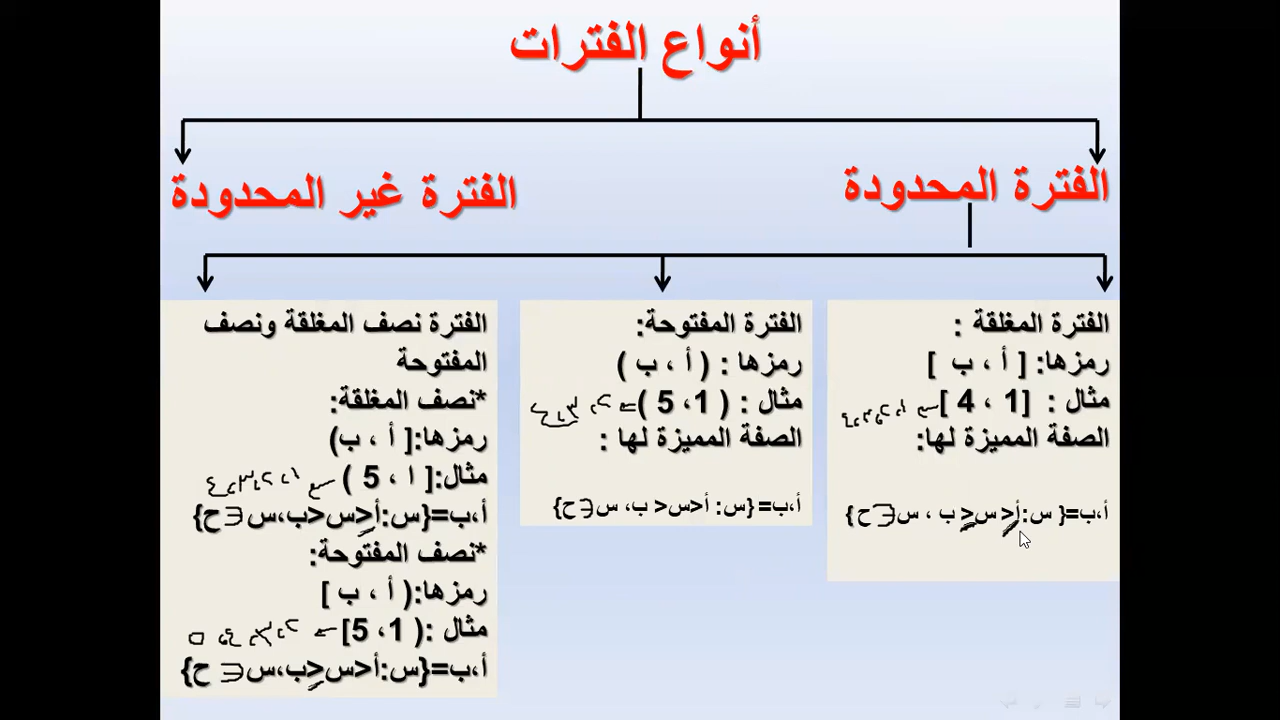 أنواع الفترات
الفترة المحدودة
الفترة غير المحدودة
الفترة المغلقة :
رمزها: [ أ ، ب ]
مثال : [1 ، 4 ]
الصفة المميزة لها:
أ،ب={ س:أ<س<ب ، س∈ح}
الفترة المفتوحة:
رمزها : ( أ ، ب )
مثال : ( 1، 5 )
الصفة المميزة لها :
أ،ب={س: أ<س< ب، س∈ح}
الفترة نصف المغلقة ونصف
المفتوحة
*نصف المغلقة:
رمزها:[ أ ، ب)
مثال:[ ا ، 5 )
أ،ب={س:أ<س<ب،س∈ح}
*نصف المفتوحة:
رمزها:( أ ، ب ]
مثال :( 1، 5]
أ،ب={س:أ<س<ب،س∈ ح}